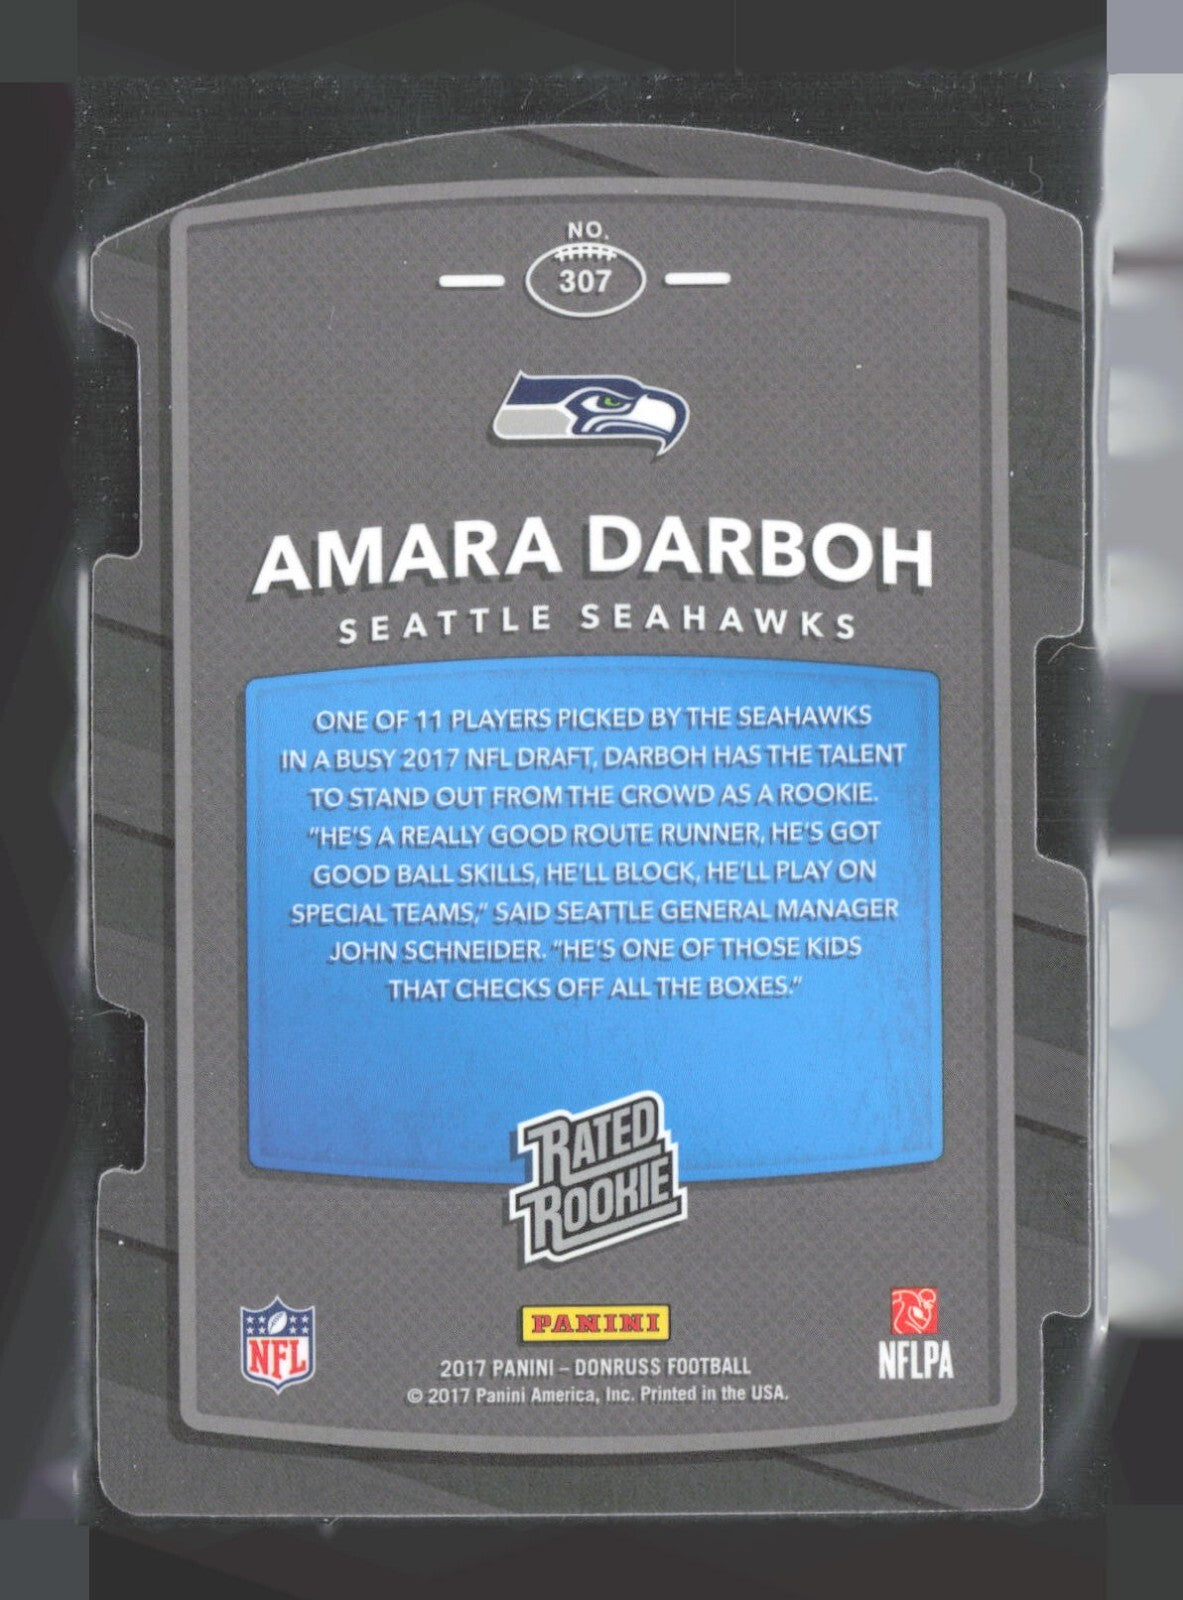 NO.
307
AMARA DARBOH
SEATTLE SEAHAWKS
ONE OF 11 PLAYERS PICKED BY THE SEAHAWKS
IN A BUSY 2017 NFL DRAFT, DARBOH HAS THE TALENT
TO STAND OUT FROM THE CROWD AS A ROOKIE.
"HE'S A REALLY GOOD ROUTE RUNNER, HE'S GOT
GOOD BALL SKILLS, HE'LL BLOCK, HE'LL PLAY ON
SPECIAL TEAMS," SAID SEATTLE GENERAL MANAGER
JOHN SCHNEIDER. "HE'S ONE OF THOSE KIDS
THAT CHECKS OFF ALL THE BOXES."
RATED
ROOKIE
NFL
PANINI
NFLPA
2017 PANINI – DONRUSS FOOTBALL
© 2017 Panini America, Inc. Printed in the USA.